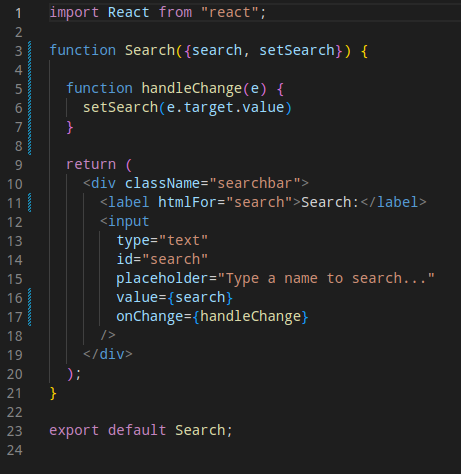 1 import React from "react";
2
3 function Search({search, setSearch}) {
4
5   function handleChange(e) {
6     setSearch(e.target.value)
7   }
8
9   return (
10     <div className="searchbar">
11       <label htmlFor="search">Search:</label>
12       <input
13         type="text"
14         id="search"
15         placeholder="Type a name to search..."
16         value={search}
17         onChange={handleChange}
18       />
19     </div>
20   );
21 }
22
23 export default Search;
24